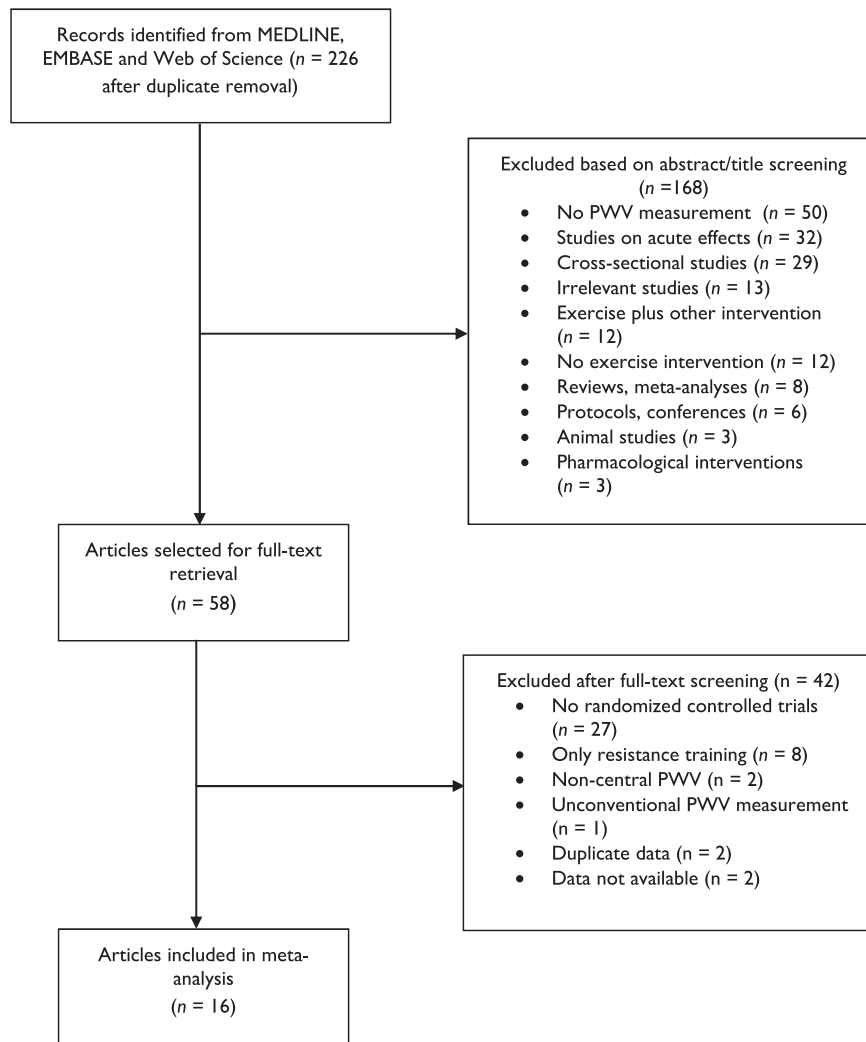 Records identified from MEDLINE,
EMBASE and Web of Science (n = 226
after duplicate removal)
Excluded based on abstract/title screening
(n =168)
• No PWV measurement (n = 50)
• Studies on acute effects (n = 32)
• Cross-sectional studies (n = 29)
• Irrelevant studies (n = 13)
• Exercise plus other intervention
(n = 12)
• No exercise intervention (n = 12)
• Reviews, meta-analyses (n = 8)
• Protocols, conferences (n = 6)
• Animal studies (n = 3)
• Pharmacological interventions
(n = 3)
Articles selected for full-text
retrieval
(n = 58)
Excluded after full-text screening (n = 42)
• No randomized controlled trials
(n = 27)
• Only resistance training (n = 8)
• Non-central PWV (n = 2)
• Unconventional PWV measurement
(n = 1)
• Duplicate data (n = 2)
• Data not available (n = 2)
Articles included in meta-
analysis
(n = 16)